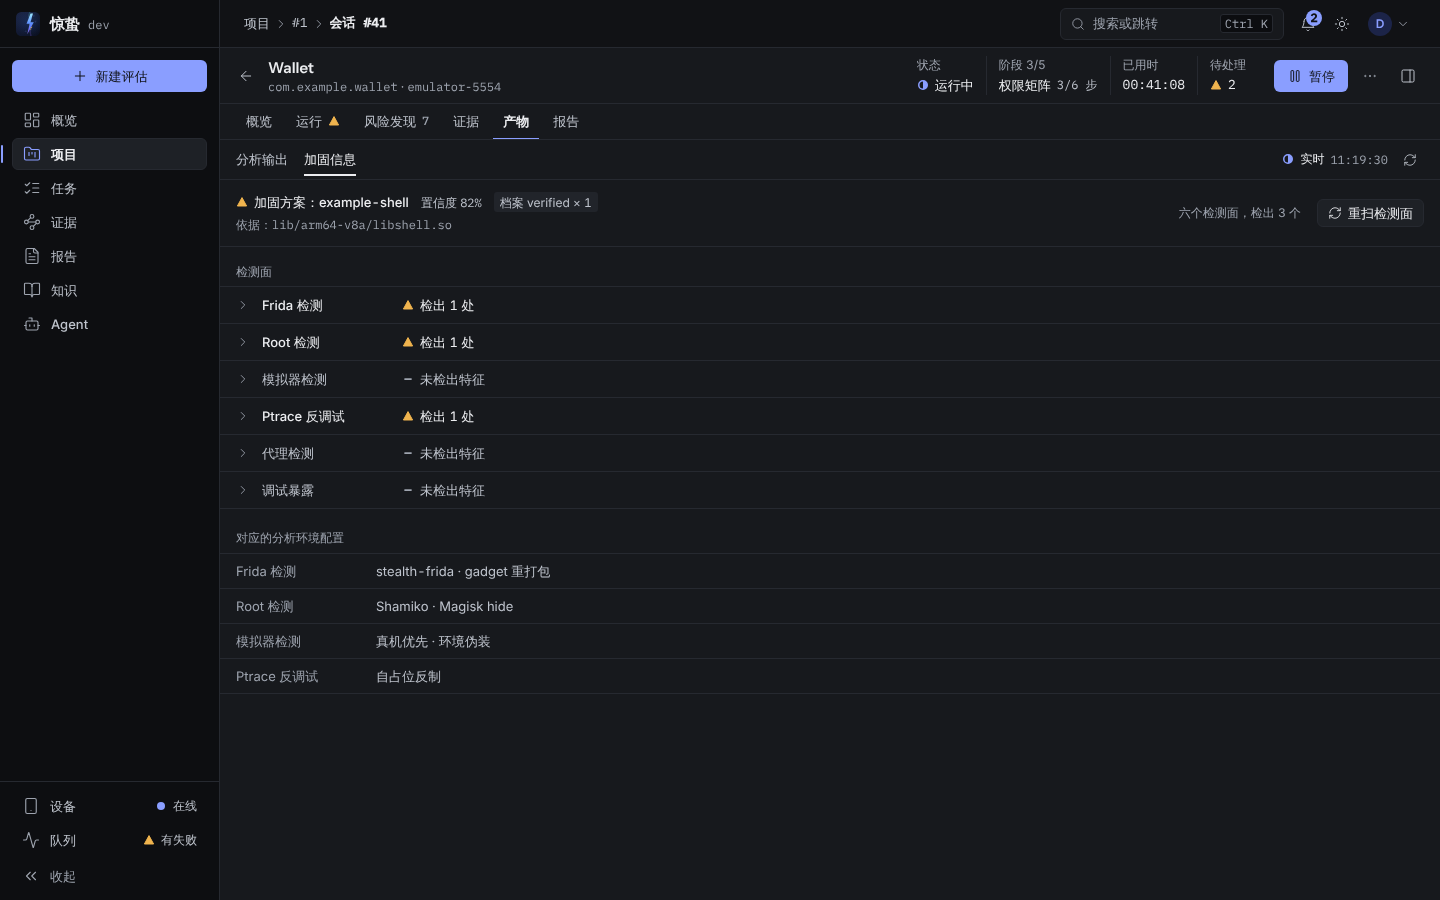 惊蛰 dev
项目 > #1 > 会话 #41
搜索或跳转 Ctrl K
2
D
新建评估
概览
项目
任务
证据
报告
知识
Agent
设备 在线
队列 有失败
收起
Wallet
com.example.wallet · emulator-5554
状态
运行中
阶段 3/5
权限矩阵 3/6 步
已用时
00:41:08
待处理
2
暂停
概览 运行 风险发现 7 证据 产物 报告
分析输出 加固信息
实时 11:19:30
加固方案：example-shell 置信度 82% 档案 verified × 1
依据：lib/arm64-v8a/libshell.so
六个检测面，检出 3 个
重扫检测面
检测面
Frida 检测 检出 1 处
Root 检测 检出 1 处
模拟器检测 – 未检出特征
Ptrace 反调试 检出 1 处
代理检测 – 未检出特征
调试暴露 – 未检出特征
对应的分析环境配置
Frida 检测 stealth-frida · gadget 重打包
Root 检测 Shamiko · Magisk hide
模拟器检测 真机优先 · 环境伪装
Ptrace 反调试 自占位反制